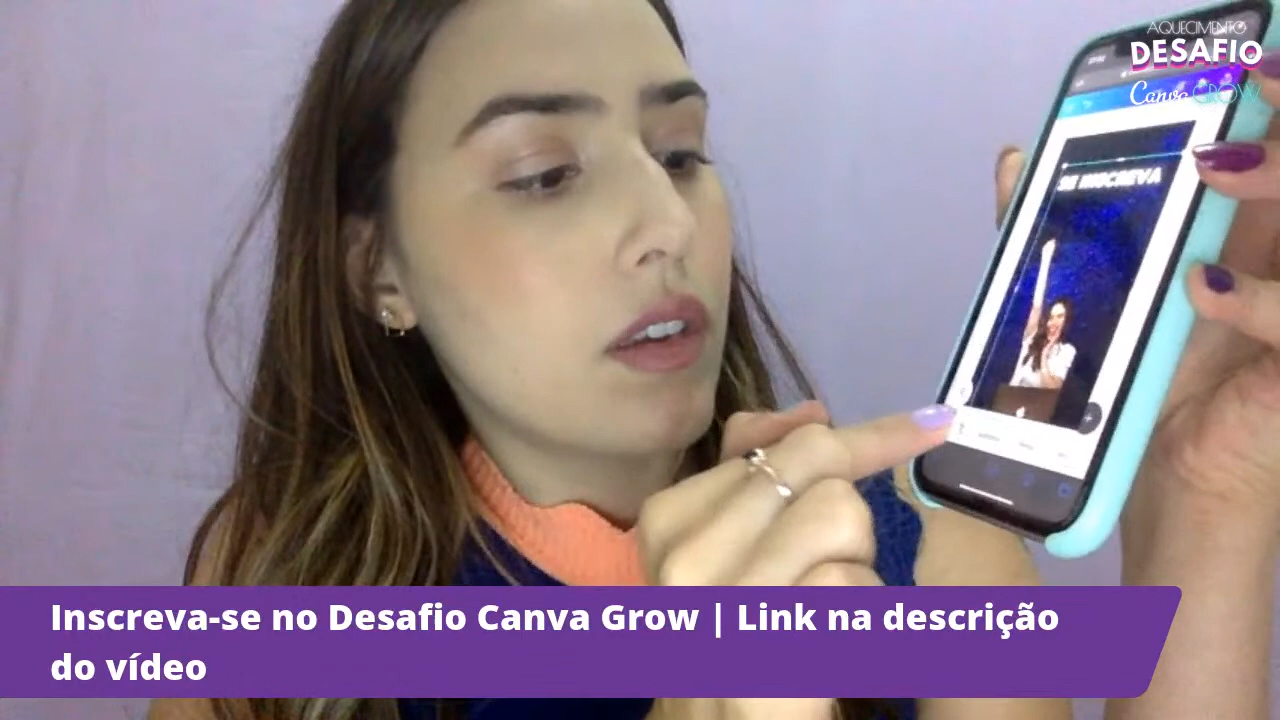 AQUECIMENTO
DESAFIO
Canva GROW
SE INSCREVA
Inscreva-se no Desafio Canva Grow | Link na descrição
do vídeo